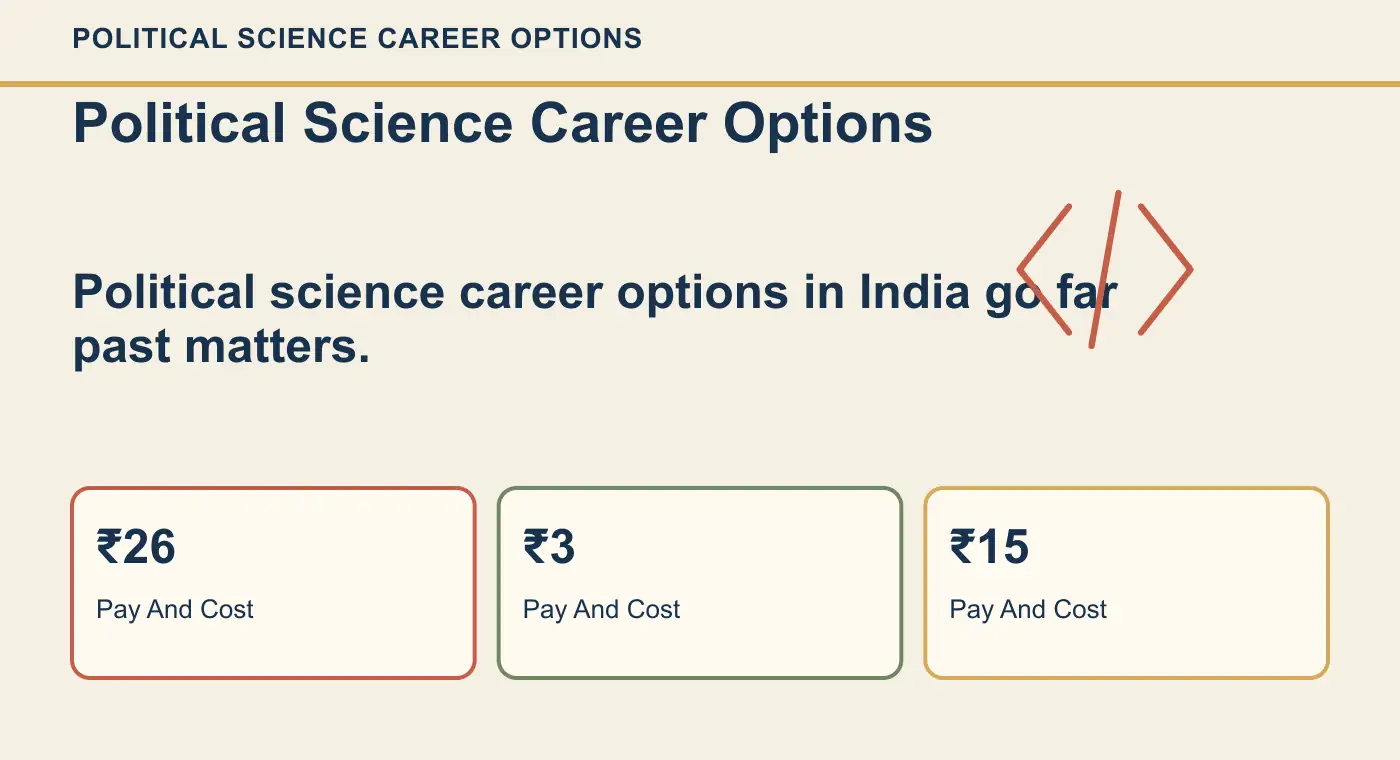 POLITICAL SCIENCE CAREER OPTIONS
Political Science Career Options
Political science career options in India go far
past matters.
₹26
Pay And Cost
₹3
Pay And Cost
₹15
Pay And Cost